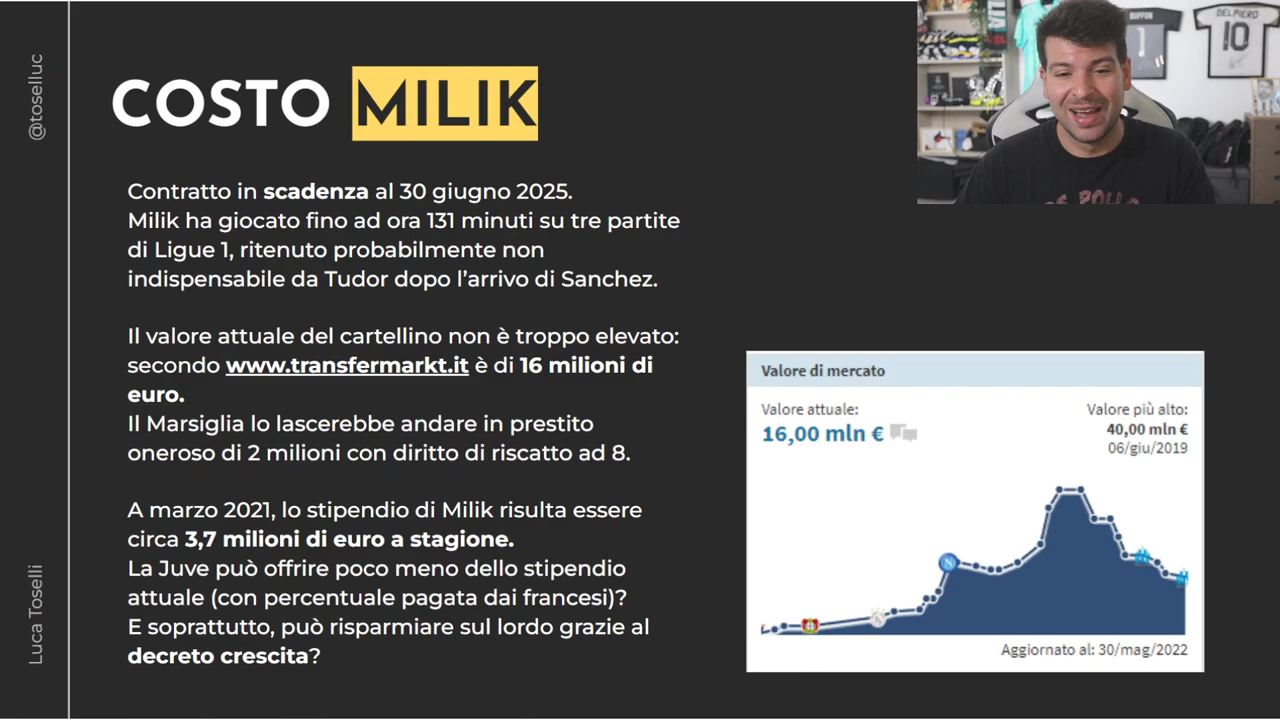 @toselluc
Luca Toselli
COSTO MILIK
Contratto in scadenza al 30 giugno 2025.
Milik ha giocato fino ad ora 131 minuti su tre partite
di Ligue 1, ritenuto probabilmente non
indispensabile da Tudor dopo l'arrivo di Sanchez.
Il valore attuale del cartellino non è troppo elevato:
secondo www.transfermarkt.it è di 16 milioni di
euro.
Il Marsiglia lo lascerebbe andare in prestito
oneroso di 2 milioni con diritto di riscatto ad 8.
A marzo 2021, lo stipendio di Milik risulta essere
circa 3,7 milioni di euro a stagione.
La Juve può offrire poco meno dello stipendio
attuale (con percentuale pagata dai francesi)?
E soprattutto, può risparmiare sul lordo grazie al
decreto crescita?
BUFFON
1
DEL PIERO
10
Valore di mercato
Valore attuale:
16,00 mln €
Valore più alto:
40,00 mln €
06/giu/2019
N
Aggiornato al: 30/mag/2022